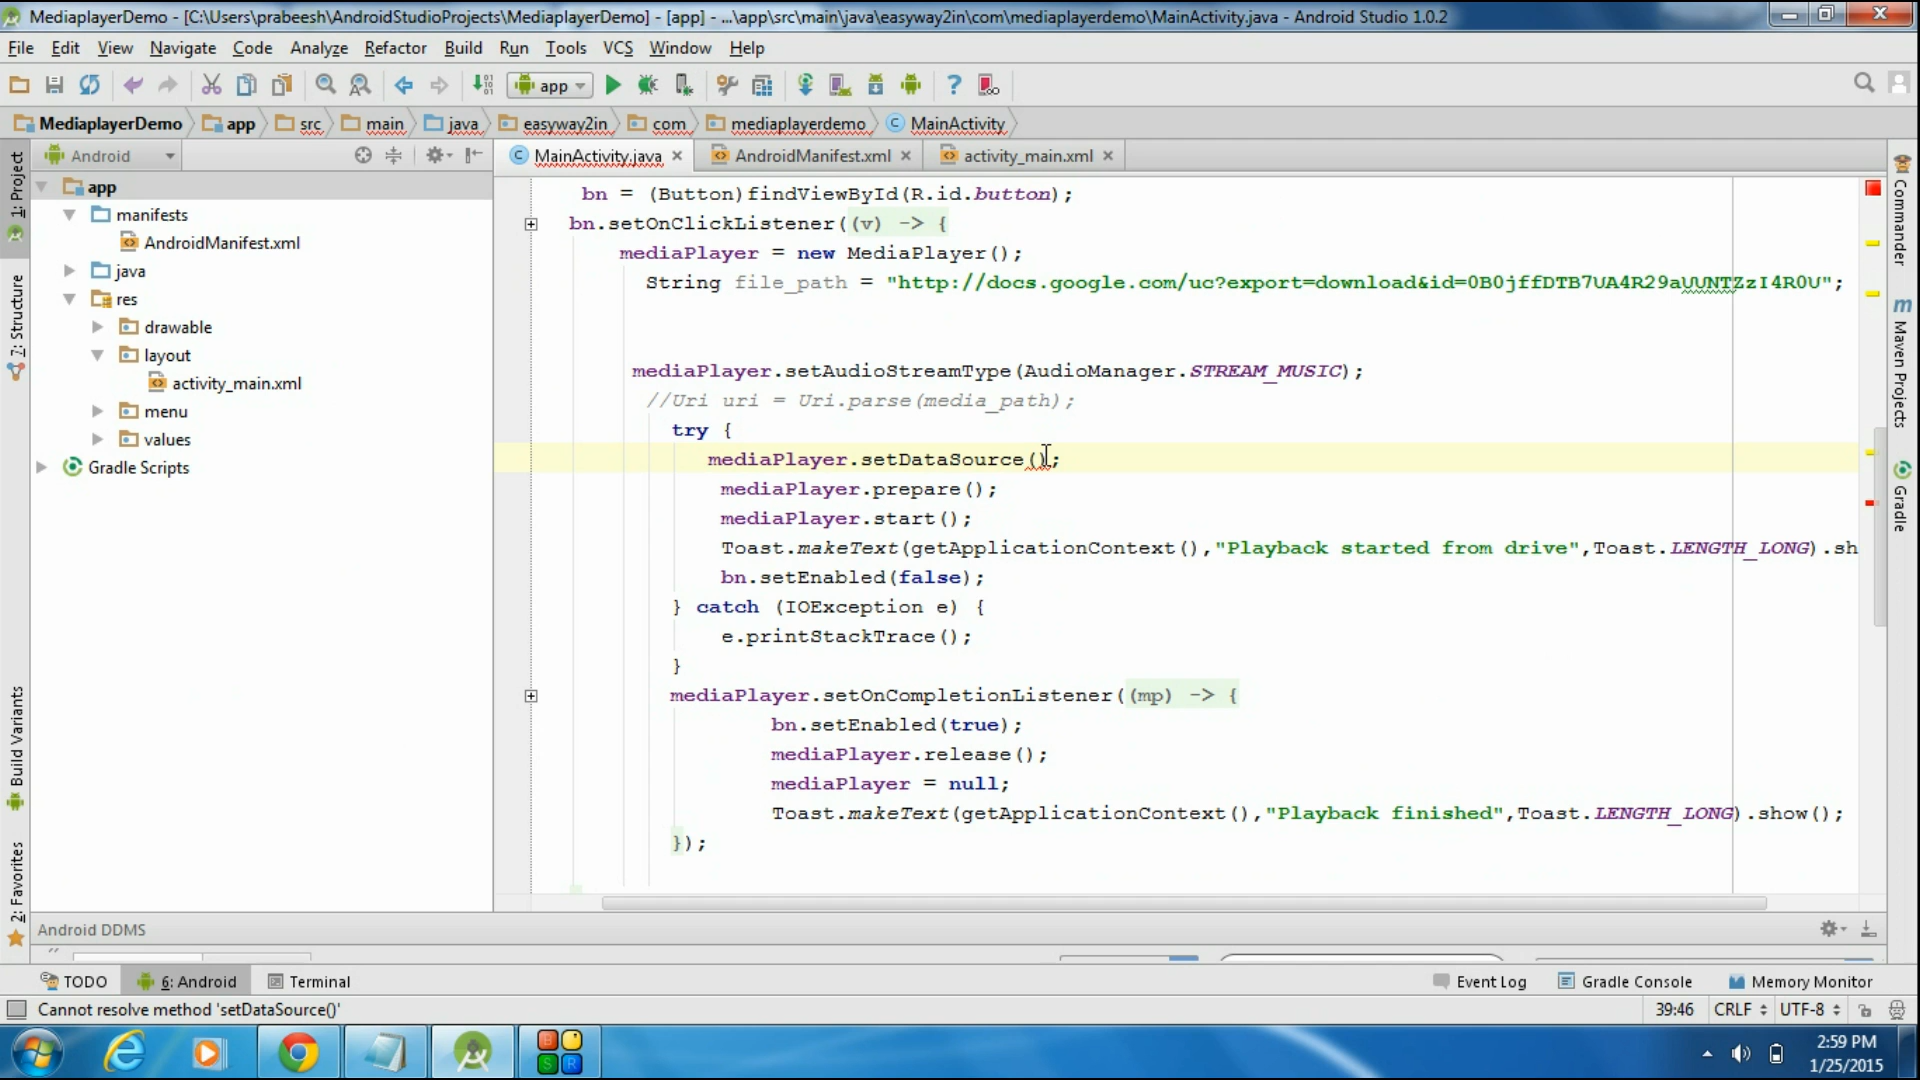 MediaplayerDemo - [C:\Users\prabeesh\AndroidStudioProjects\MediaplayerDemo] - [app] - ...\app\src\main\java\easyway2in\com\mediaplayerdemo\MainActivity.java - Android Studio 1.0.2
File Edit View Navigate Code Analyze Refactor Build Run Tools VCS Window Help
app
MediaplayerDemo app src main java easyway2in com mediaplayerdemo MainActivity
Android
MainActivity.java AndroidManifest.xml activity_main.xml
1: Project
7: Structure
Build Variants
2: Favorites
app
manifests
AndroidManifest.xml
java
res
drawable
layout
activity_main.xml
menu
values
Gradle Scripts
bn = (Button)findViewById(R.id.button);
bn.setOnClickListener((v) -> {
mediaPlayer = new MediaPlayer();
String file_path = "http://docs.google.com/uc?export=download&id=0B0jffDTB7UA4R29aUUNTZzI4R0U";
mediaPlayer.setAudioStreamType(AudioManager.STREAM_MUSIC);
//Uri uri = Uri.parse(media_path);
try {
mediaPlayer.setDataSource();
mediaPlayer.prepare();
mediaPlayer.start();
Toast.makeText(getApplicationContext(),"Playback started from drive",Toast.LENGTH_LONG).sh
bn.setEnabled(false);
} catch (IOException e) {
e.printStackTrace();
}
mediaPlayer.setOnCompletionListener((mp) -> {
bn.setEnabled(true);
mediaPlayer.release();
mediaPlayer = null;
Toast.makeText(getApplicationContext(),"Playback finished",Toast.LENGTH_LONG).show();
});
Commander
Maven Projects
Gradle
Android DDMS
TODO 6: Android Terminal Event Log Gradle Console Memory Monitor
Cannot resolve method 'setDataSource()' 39:46 CRLF UTF-8
B
S R
2:59 PM
1/25/2015